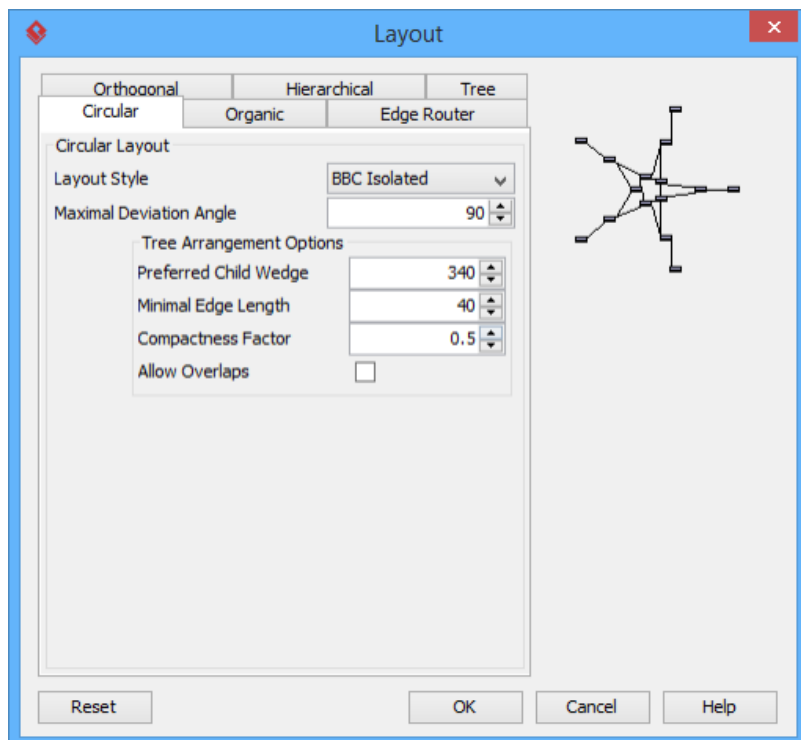 Layout
Orthogonal Hierarchical Tree
Circular Organic Edge Router
Circular Layout
Layout Style BBC Isolated
Maximal Deviation Angle 90
Tree Arrangement Options
Preferred Child Wedge 340
Minimal Edge Length 40
Compactness Factor 0.5
Allow Overlaps
Reset OK Cancel Help